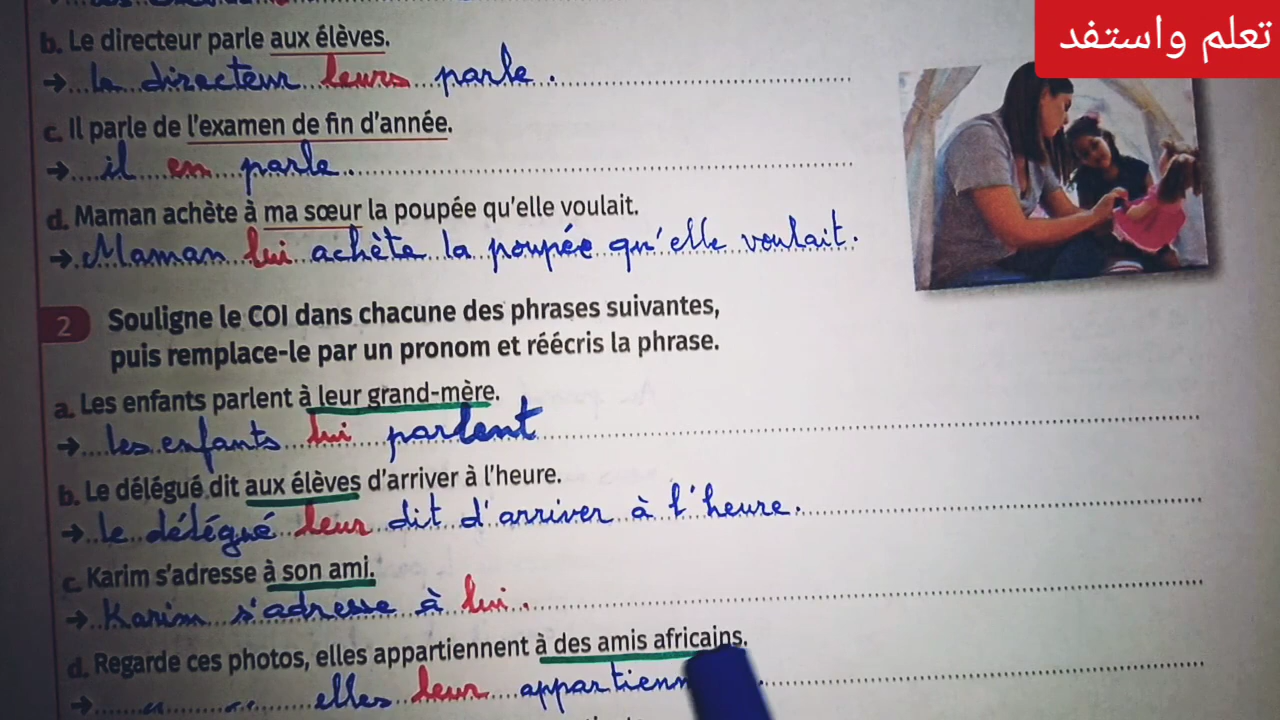 تعلم واستفد
b. Le directeur parle aux élèves.
→ le directeur leurs parle.
c. Il parle de l'examen de fin d'année.
→ il en parle.
d. Maman achète à ma sœur la poupée qu'elle voulait.
→ Maman lui achète la poupée qu'elle voulait.
2 Souligne le COI dans chacune des phrases suivantes,
puis remplace-le par un pronom et réécris la phrase.
a. Les enfants parlent à leur grand-mère.
→ les enfants lui parlent
b. Le délégué dit aux élèves d'arriver à l'heure.
→ le délégué leur dit d'arriver à l'heure.
c. Karim s'adresse à son ami.
→ Karim s'adresse à lui.
d. Regarde ces photos, elles appartiennent à des amis africains.
→ " " elles leur appartienn